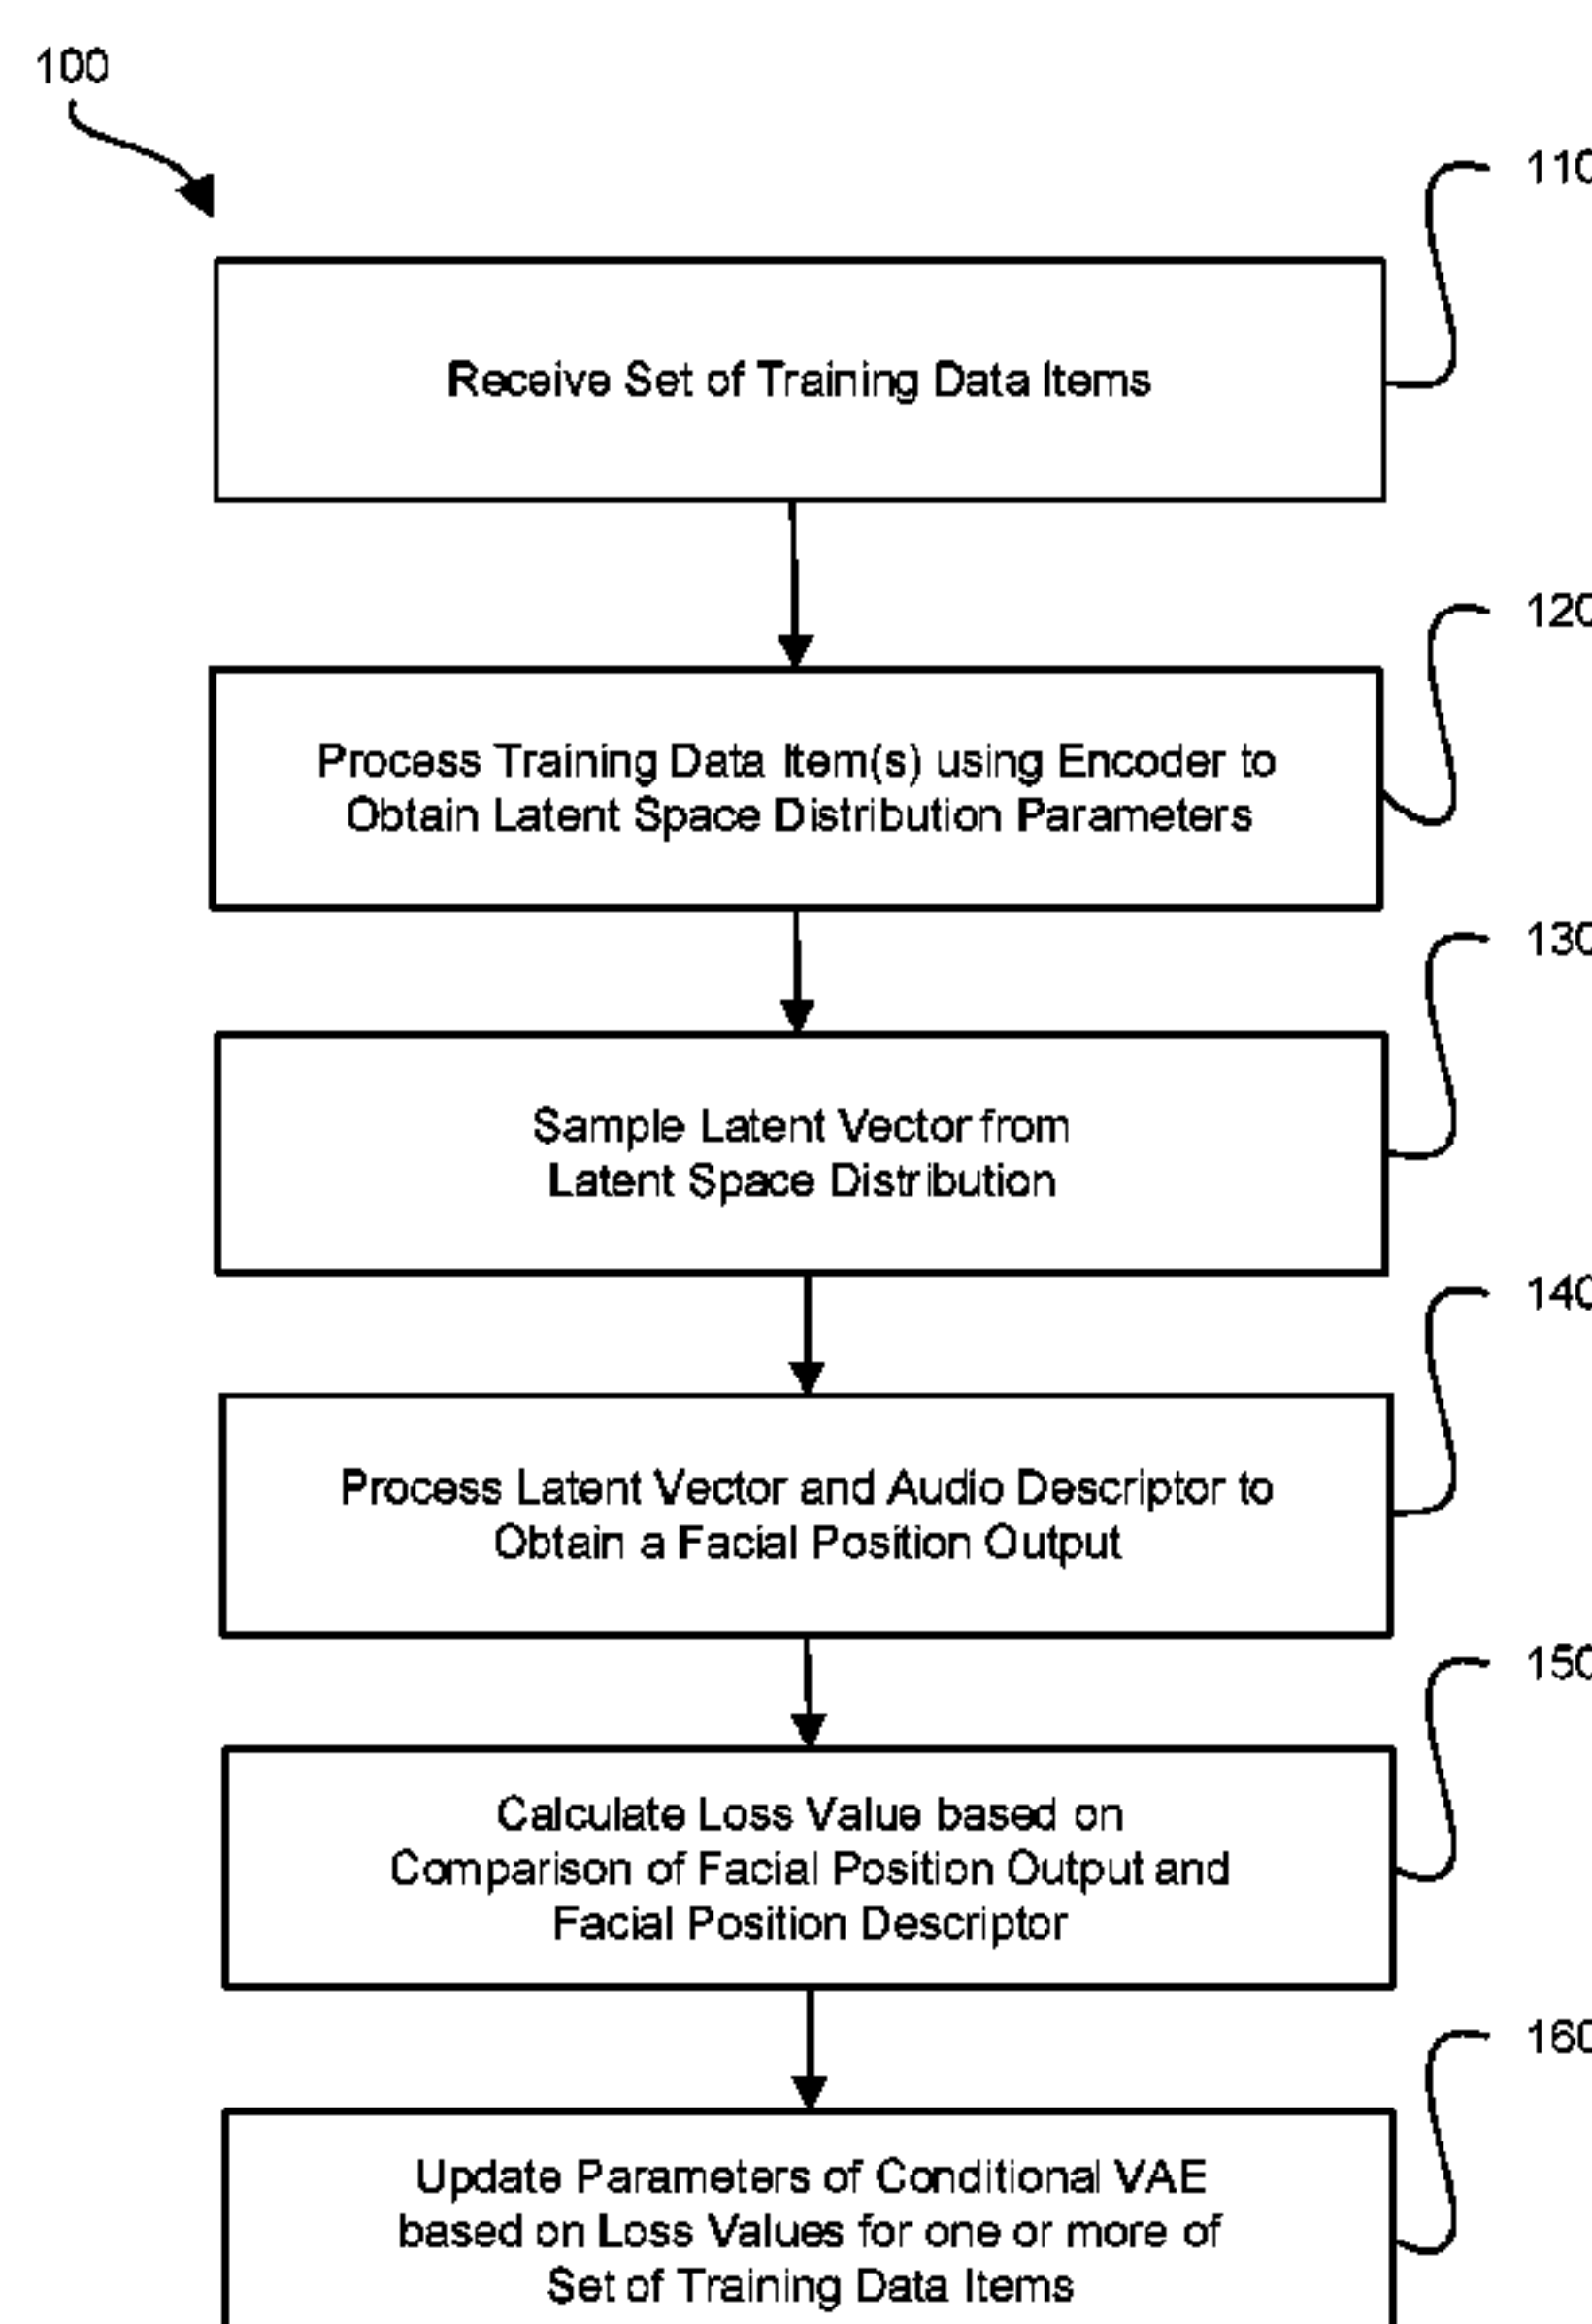 100
110
Receive Set of Training Data Items
120
Process Training Data Item(s) using Encoder to
Obtain Latent Space Distribution Parameters
130
Sample Latent Vector from
Latent Space Distribution
140
Process Latent Vector and Audio Descriptor to
Obtain a Facial Position Output
150
Calculate Loss Value based on
Comparison of Facial Position Output and
Facial Position Descriptor
160
Update Parameters of Conditional VAE
based on Loss Values for one or more of
Set of Training Data Items